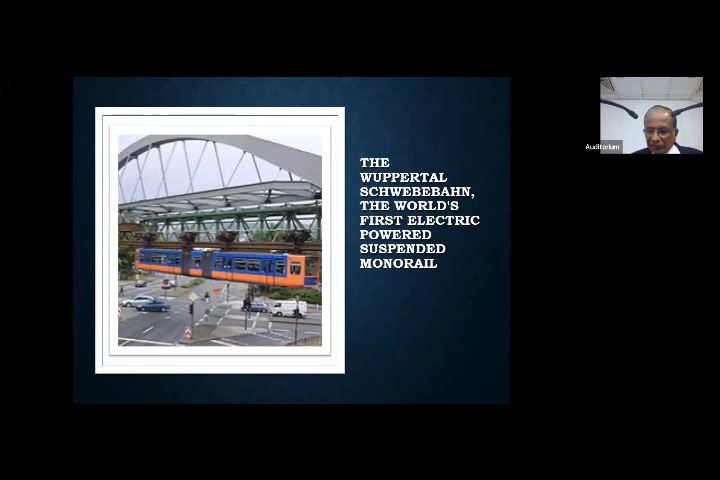 THE
WUPPERTAL
SCHWEBEBAHN,
THE WORLD'S
FIRST ELECTRIC
POWERED
SUSPENDED
MONORAIL
Auditorium